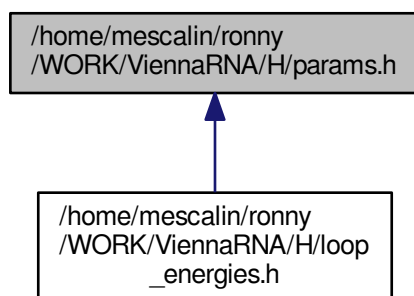 /home/mescalin/ronny
/WORK/ViennaRNA/H/params.h
/home/mescalin/ronny
/WORK/ViennaRNA/H/loop
_energies.h